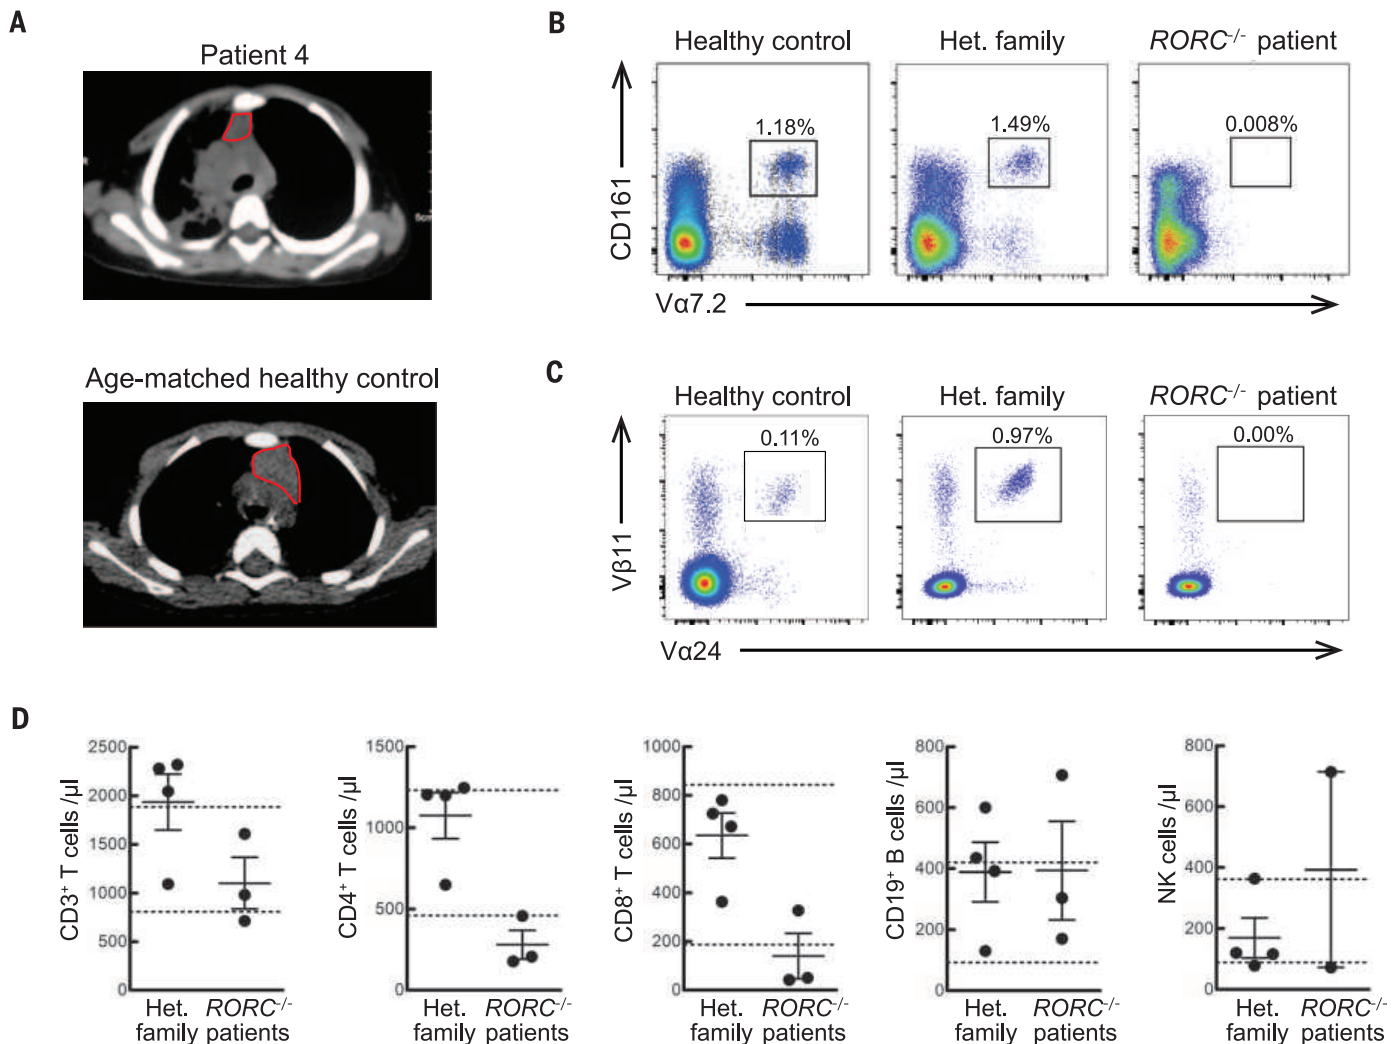 A
Patient 4
5cm
Age-matched healthy control
B
Healthy control
Het. family
RORC-/- patient
1.18%
1.49%
0.008%
CD161
Vα7.2
C
Healthy control
Het. family
RORC-/- patient
0.11%
0.97%
0.00%
Vβ11
Vα24
D
CD3+ T cells /µl
2500
2000
1500
1000
500
0
Het.
family
RORC-/-
patients
CD4+ T cells /µl
1500
1000
500
0
Het.
family
RORC-/-
patients
CD8+ T cells /µl
1000
800
600
400
200
0
Het.
family
RORC-/-
patients
CD19+ B cells /µl
800
600
400
200
0
Het.
family
RORC-/-
patients
NK cells /µl
800
600
400
200
0
Het.
family
RORC-/-
patients